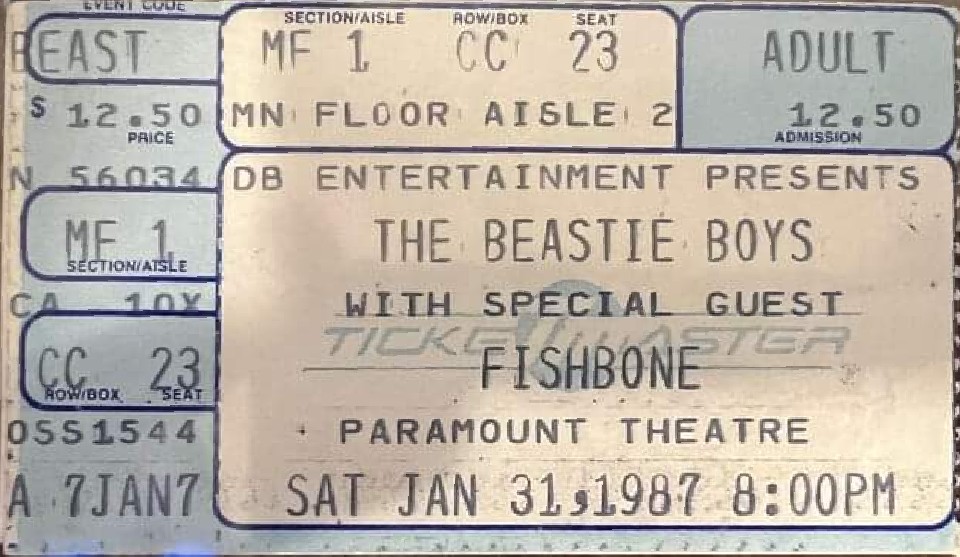 EVENT CODE
BEAST
$ 12.50
PRICE
N 56034
MF 1
SECTION/AISLE
CA 10X
CC 23
ROW/BOX SEAT
OSS1544
A 7JAN7
SECTION/AISLE ROW/BOX SEAT
MF 1 CC 23
MN FLOOR AISLE 2
ADULT
12.50
ADMISSION
DB ENTERTAINMENT PRESENTS
THE BEASTIE BOYS
WITH SPECIAL GUEST
TICKETMASTER
FISHBONE
PARAMOUNT THEATRE
SAT JAN 31,1987 8:00PM